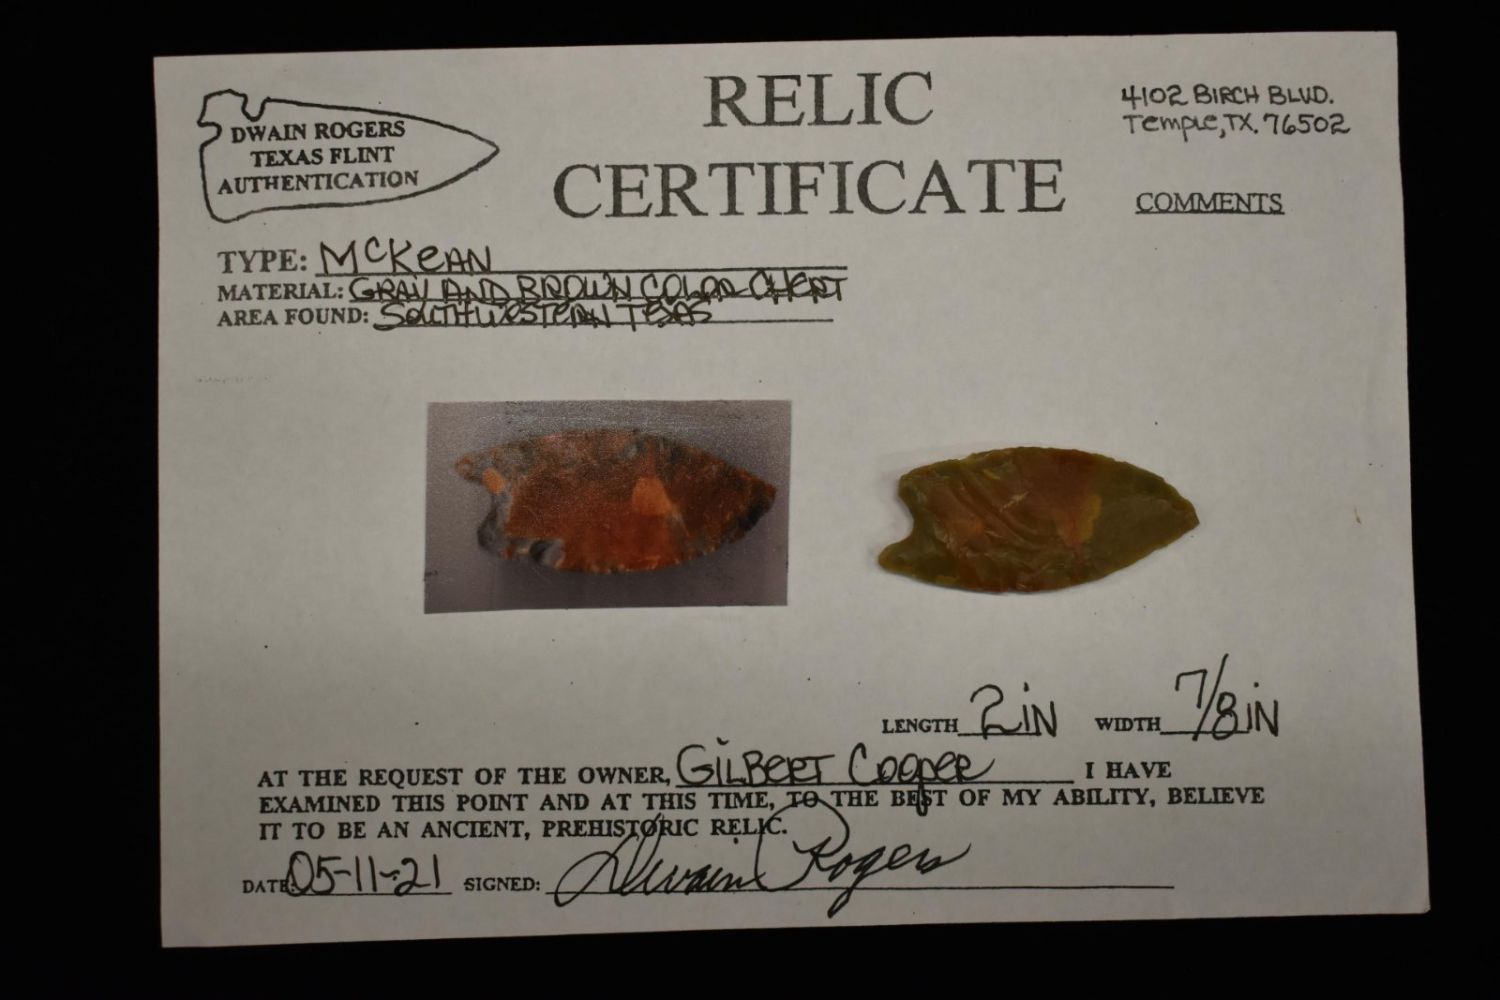 DWAIN ROGERS
TEXAS FLINT
AUTHENTICATION
RELIC
CERTIFICATE
4102 BIRCH BLVD.
Temple, TX. 76502
COMMENTS
TYPE: McKeAN
MATERIAL: GRAY AND BROWN COLOR CHERT
AREA FOUND: SOUTHWESTERN TEXAS
LENGTH 2 iN WIDTH 7/8 iN
AT THE REQUEST OF THE OWNER, GiLBERT COOPER I HAVE
EXAMINED THIS POINT AND AT THIS TIME, TO THE BEST OF MY ABILITY, BELIEVE
IT TO BE AN ANCIENT, PREHISTORIC RELIC.
DATE: 05-11-21 SIGNED: Dwain Rogers